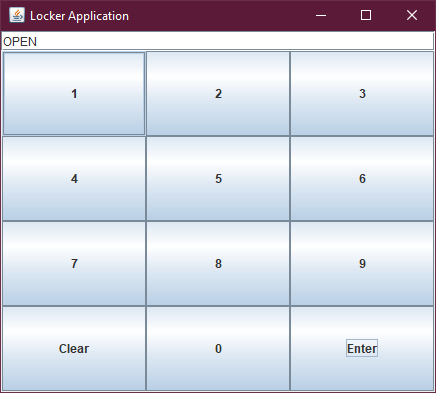 Locker Application
OPEN
1 2 3
4 5 6
7 8 9
Clear 0 Enter